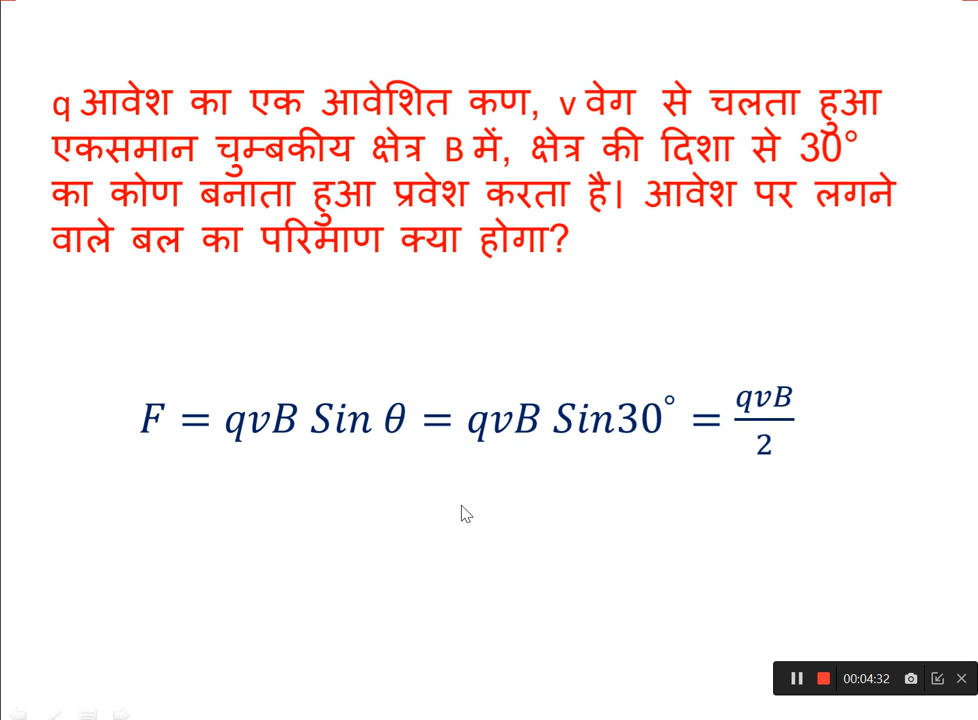 q आवेश का एक आवेशित कण, v वेग से चलता हुआ
एकसमान चुम्बकीय क्षेत्र B में, क्षेत्र की दिशा से 30°
का कोण बनाता हुआ प्रवेश करता है। आवेश पर लगने
वाले बल का परिमाण क्या होगा?
F = qvB Sin θ = qvB Sin30° = qvB/2
00:04:32